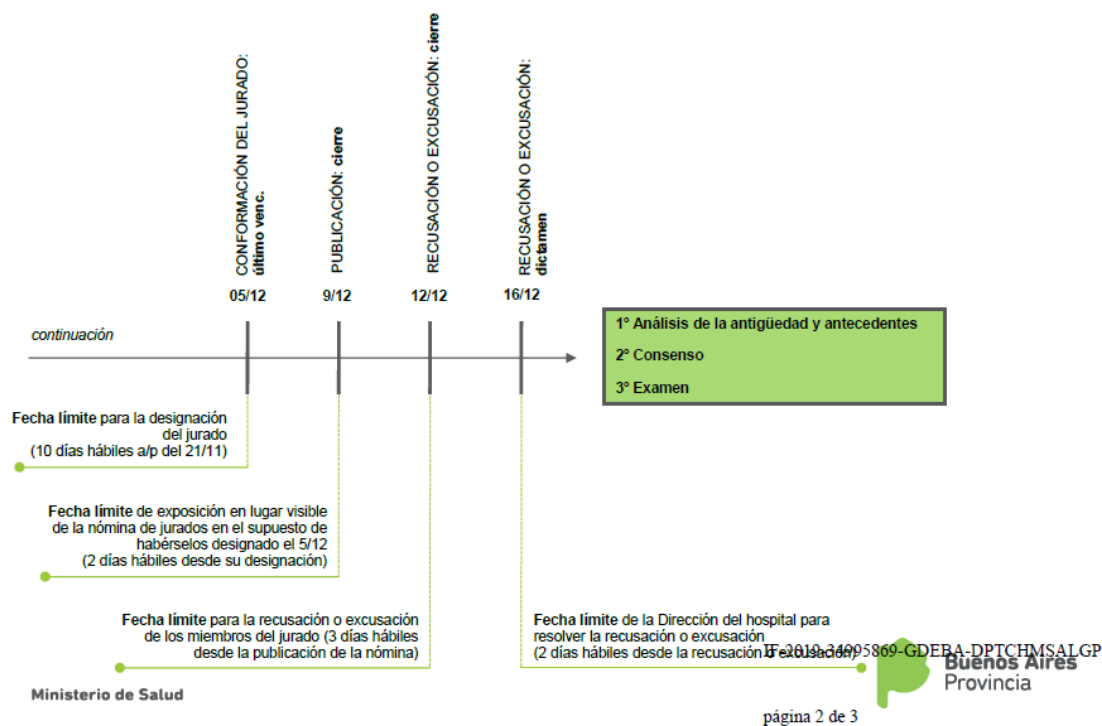 CONFORMACIÓN DEL JURADO:
último venc.
PUBLICACIÓN: cierre
RECUSACIÓN O EXCUSACIÓN: cierre
RECUSACIÓN O EXCUSACIÓN:
dictamen
05/12
9/12
12/12
16/12
continuación
1° Análisis de la antigüedad y antecedentes
2° Consenso
3° Examen
Fecha límite para la designación
del jurado
(10 días hábiles a/p del 21/11)
Fecha límite de exposición en lugar visible
de la nómina de jurados en el supuesto de
habérselos designado el 5/12
(2 días hábiles desde su designación)
Fecha límite para la recusación o excusación
de los miembros del jurado (3 días hábiles
desde la publicación de la nómina)
Fecha límite de la Dirección del hospital para
resolver la recusación o excusación
(2 días hábiles desde la recusación o excusación)
IF-2019-34995869-GDEBA-DPTCHMSALGP
Buenos Aires
Provincia
Ministerio de Salud
página 2 de 3